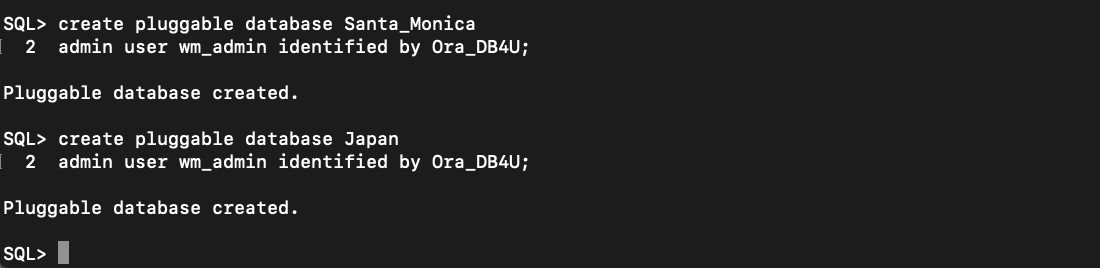 SQL> create pluggable database Santa_Monica
  2  admin user wm_admin identified by Ora_DB4U;
Pluggable database created.
SQL> create pluggable database Japan
  2  admin user wm_admin identified by Ora_DB4U;
Pluggable database created.
SQL>